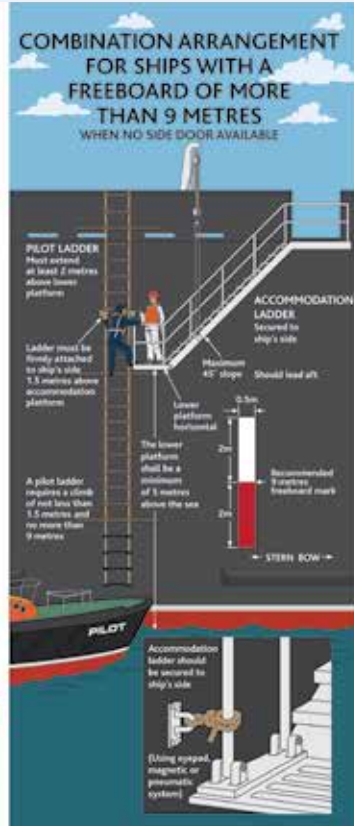 COMBINATION ARRANGEMENT
FOR SHIPS WITH A
FREEBOARD OF MORE
THAN 9 METRES
WHEN NO SIDE DOOR AVAILABLE
PILOT LADDER
Must extend
at least 2 metres
above lower
platform
ACCOMMODATION
LADDER
Secured to
ship's side
Ladder must be
firmly attached
to ship's side
1.5 metres above
accommodation
platform
Maximum
45° slope
Should lead aft
Lower
platform
horizontal
0.5m
2m
2m
Recommended
9 metres
freeboard mark
The lower
platform
shall be a
minimum
of 5 metres
above the sea
A pilot ladder
requires a climb
of not less than
1.5 metres and
no more than
9 metres
STERN BOW
PILOT
Accommodation
ladder should
be secured to
ship's side
(Using eyepad,
magnetic or
pneumatic
system)